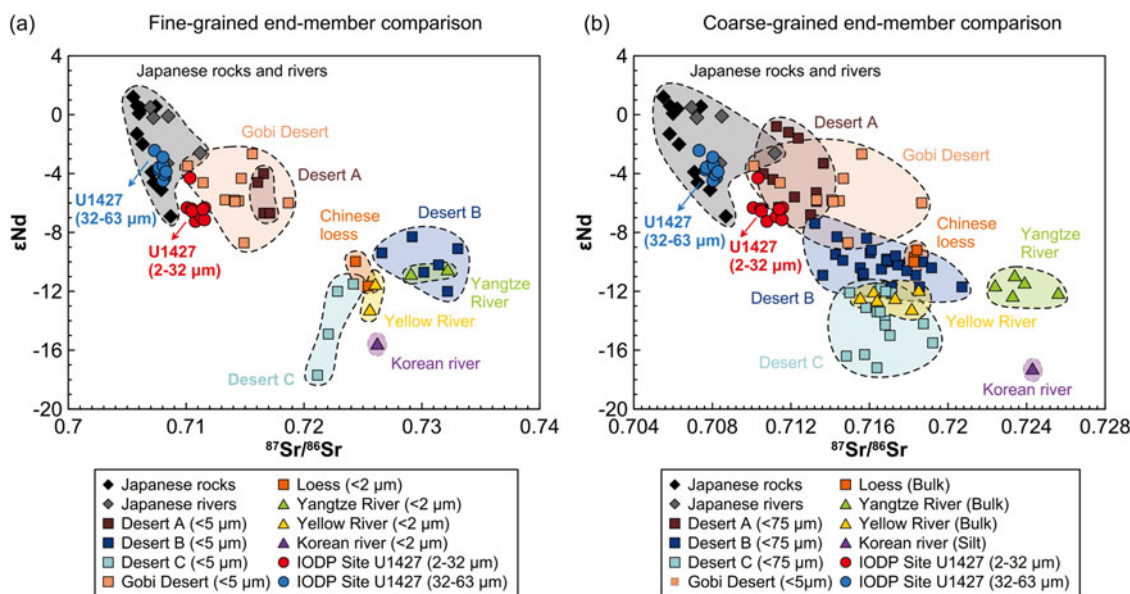 (a) Fine-grained end-member comparison
4
0
-4
-8
-12
-16
-20
εNd
0.7 0.71 0.72 0.73 0.74
⁸⁷Sr/⁸⁶Sr
Japanese rocks and rivers
Gobi Desert
Desert A
U1427
(32-63 µm)
U1427
(2-32 µm)
Chinese
loess
Desert B
Yangtze
River
Yellow River
Korean river
Desert C
Japanese rocks
Japanese rivers
Desert A (<5 µm)
Desert B (<5 µm)
Desert C (<5 µm)
Gobi Desert (<5 µm)
Loess (<2 µm)
Yangtze River (<2 µm)
Yellow River (<2 µm)
Korean river (<2 µm)
IODP Site U1427 (2-32 µm)
IODP Site U1427 (32-63 µm)
(b) Coarse-grained end-member comparison
4
0
-4
-8
-12
-16
-20
εNd
0.704 0.708 0.712 0.716 0.72 0.724 0.728
⁸⁷Sr/⁸⁶Sr
Japanese rocks and rivers
Desert A
Gobi Desert
U1427
(32-63 µm)
U1427
(2-32 µm)
Chinese
loess
Yangtze
River
Desert B
Yellow River
Desert C
Korean river
Japanese rocks
Japanese rivers
Desert A (<75 µm)
Desert B (<75 µm)
Desert C (<75 µm)
Gobi Desert (<5µm)
Loess (Bulk)
Yangtze River (Bulk)
Yellow River (Bulk)
Korean river (Silt)
IODP Site U1427 (2-32 µm)
IODP Site U1427 (32-63 µm)